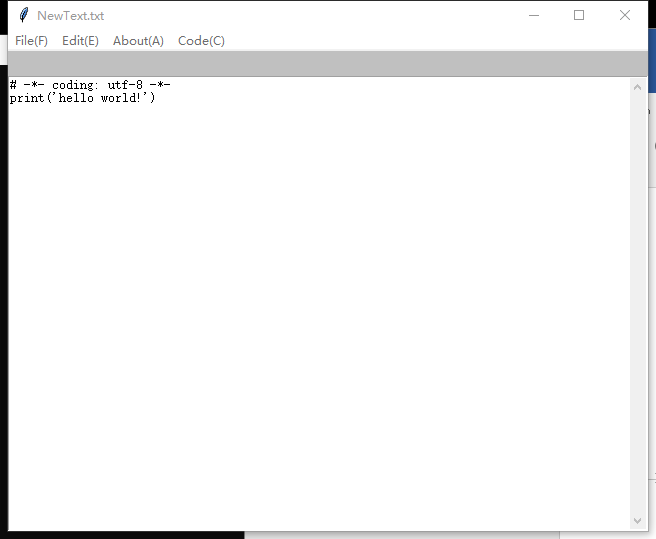 NewText.txt
File(F) Edit(E) About(A) Code(C)
# -*- coding: utf-8 -*-
print('hello world!')